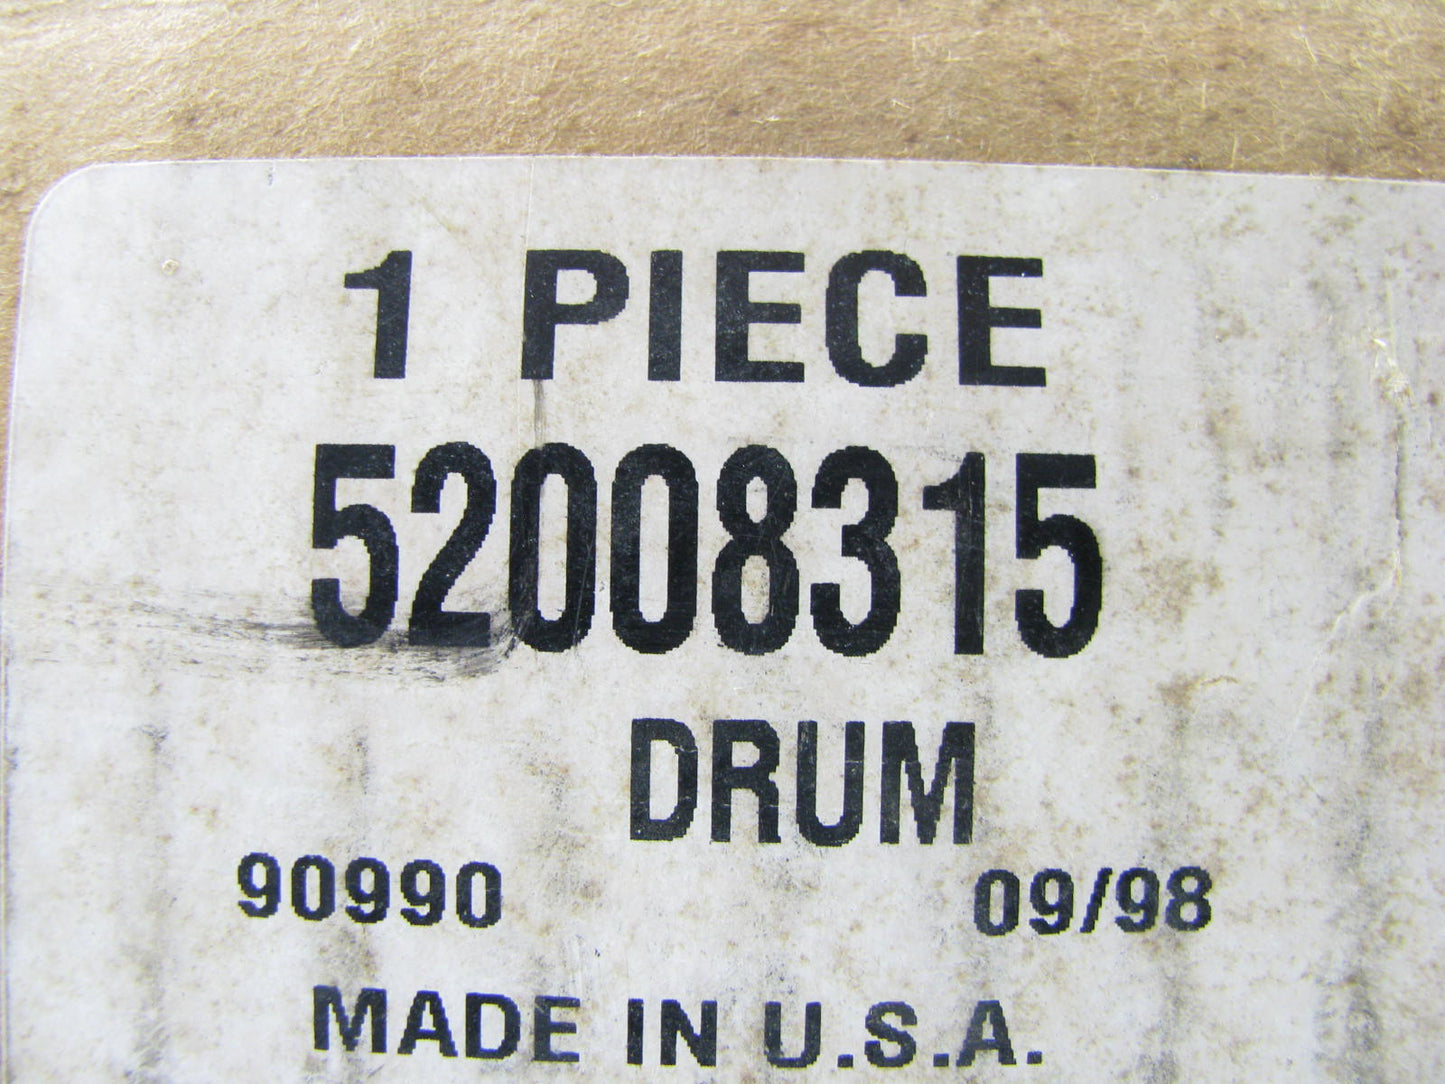 1 PIECE
52008315
DRUM
90990 09/98
MADE IN U.S.A.